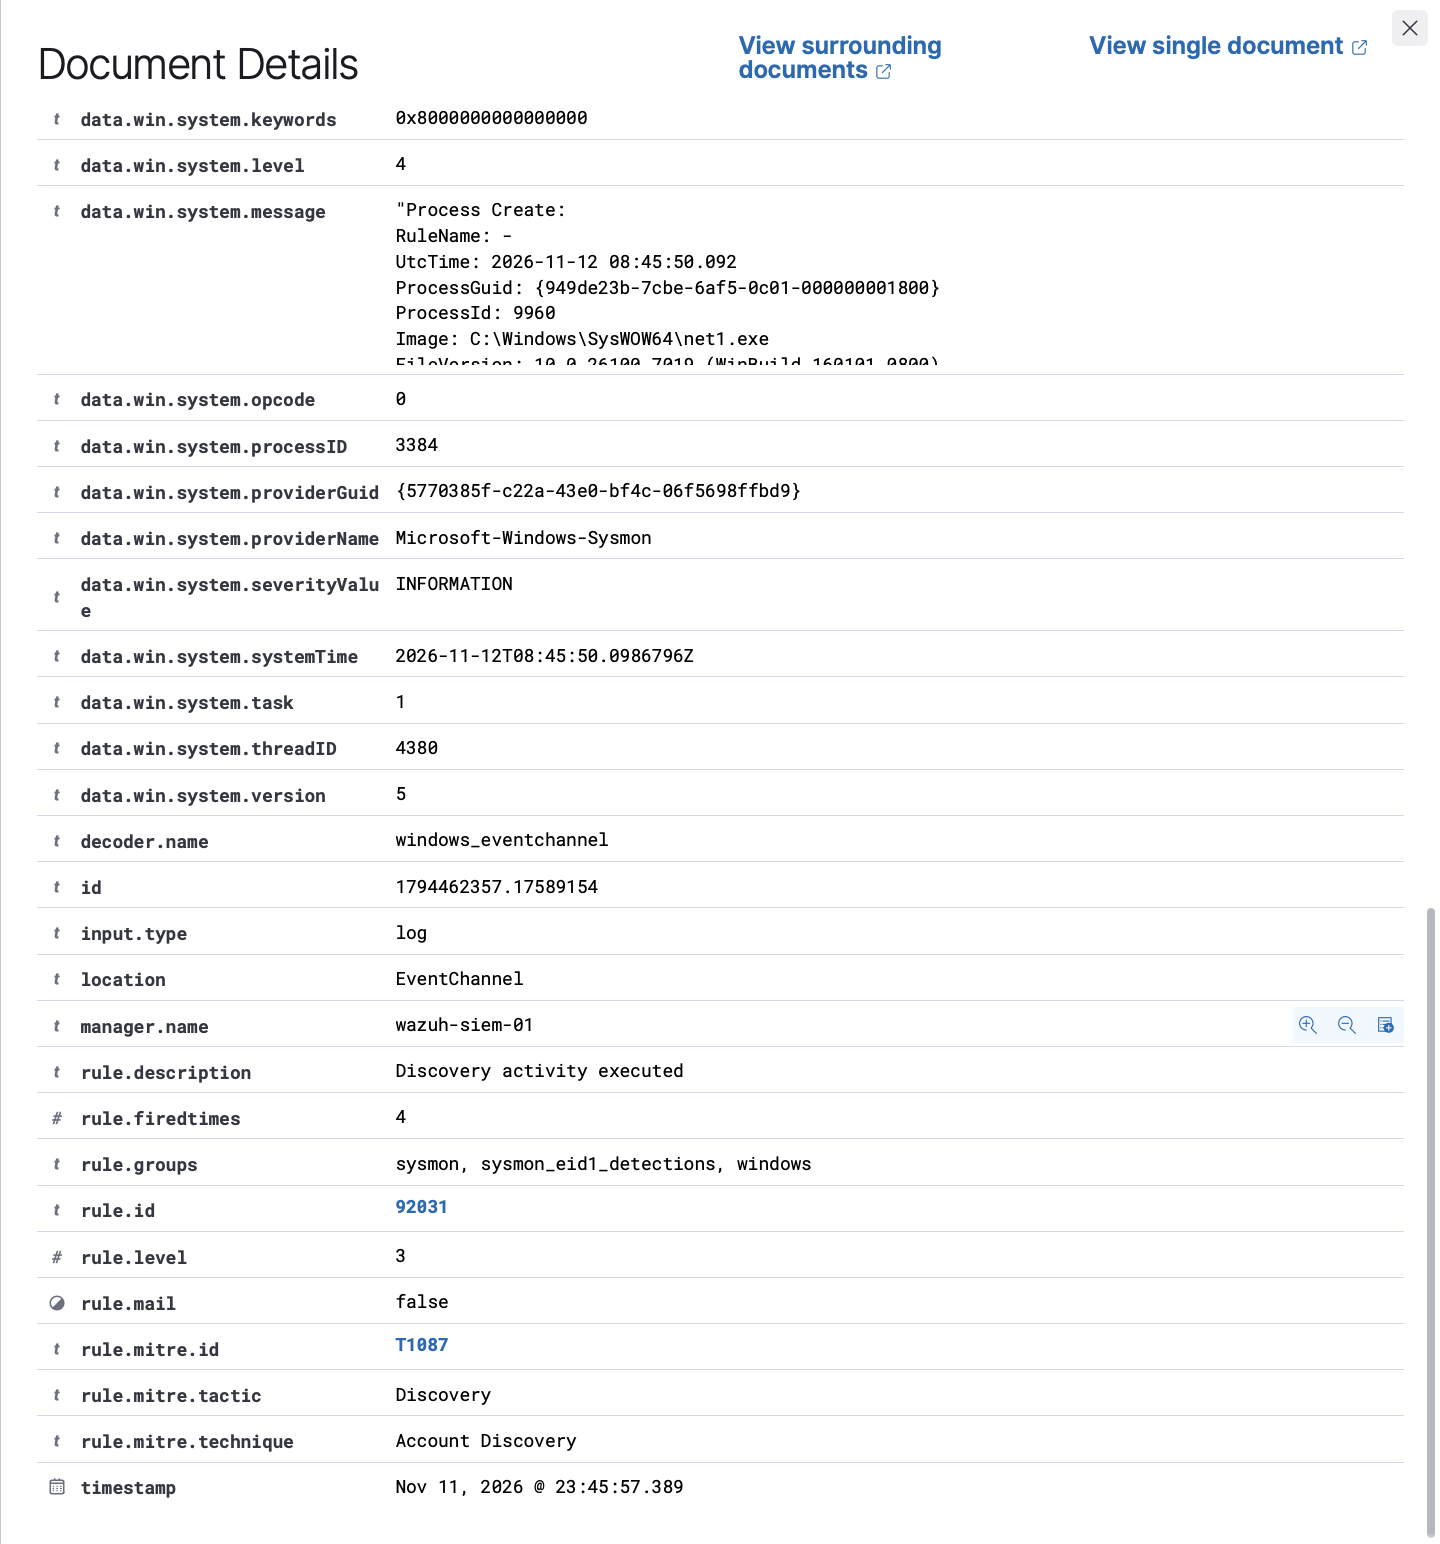 Document Details
View surrounding
documents
View single document
t data.win.system.keywords 0x8000000000000000
t data.win.system.level 4
t data.win.system.message "Process Create:
RuleName: -
UtcTime: 2026-11-12 08:45:50.092
ProcessGuid: {949de23b-7cbe-6af5-0c01-000000001800}
ProcessId: 9960
Image: C:\Windows\SysWOW64\net1.exe
FileVersion: 10.0.26100.7019 (WinBuild.160101.0800)
t data.win.system.opcode 0
t data.win.system.processID 3384
t data.win.system.providerGuid {5770385f-c22a-43e0-bf4c-06f5698ffbd9}
t data.win.system.providerName Microsoft-Windows-Sysmon
t data.win.system.severityValu INFORMATION
e
t data.win.system.systemTime 2026-11-12T08:45:50.0986796Z
t data.win.system.task 1
t data.win.system.threadID 4380
t data.win.system.version 5
t decoder.name windows_eventchannel
t id 1794462357.17589154
t input.type log
t location EventChannel
t manager.name wazuh-siem-01
t rule.description Discovery activity executed
# rule.firedtimes 4
t rule.groups sysmon, sysmon_eid1_detections, windows
t rule.id 92031
# rule.level 3
rule.mail false
t rule.mitre.id T1087
t rule.mitre.tactic Discovery
t rule.mitre.technique Account Discovery
timestamp Nov 11, 2026 @ 23:45:57.389